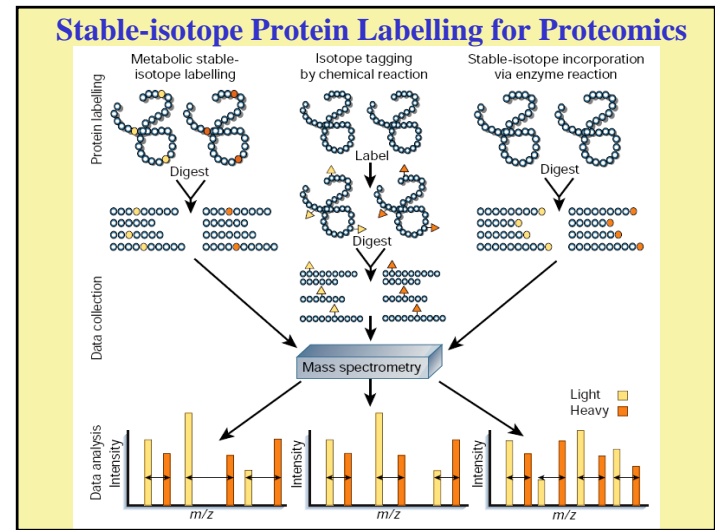 Stable-isotope Protein Labelling for Proteomics
Metabolic stable-
isotope labelling
Isotope tagging
by chemical reaction
Stable-isotope incorporation
via enzyme reaction
Protein labelling
Digest
Label
Digest
Digest
Data collection
Mass spectrometry
Light
Heavy
Data analysis
Intensity
m/z
Intensity
m/z
Intensity
m/z